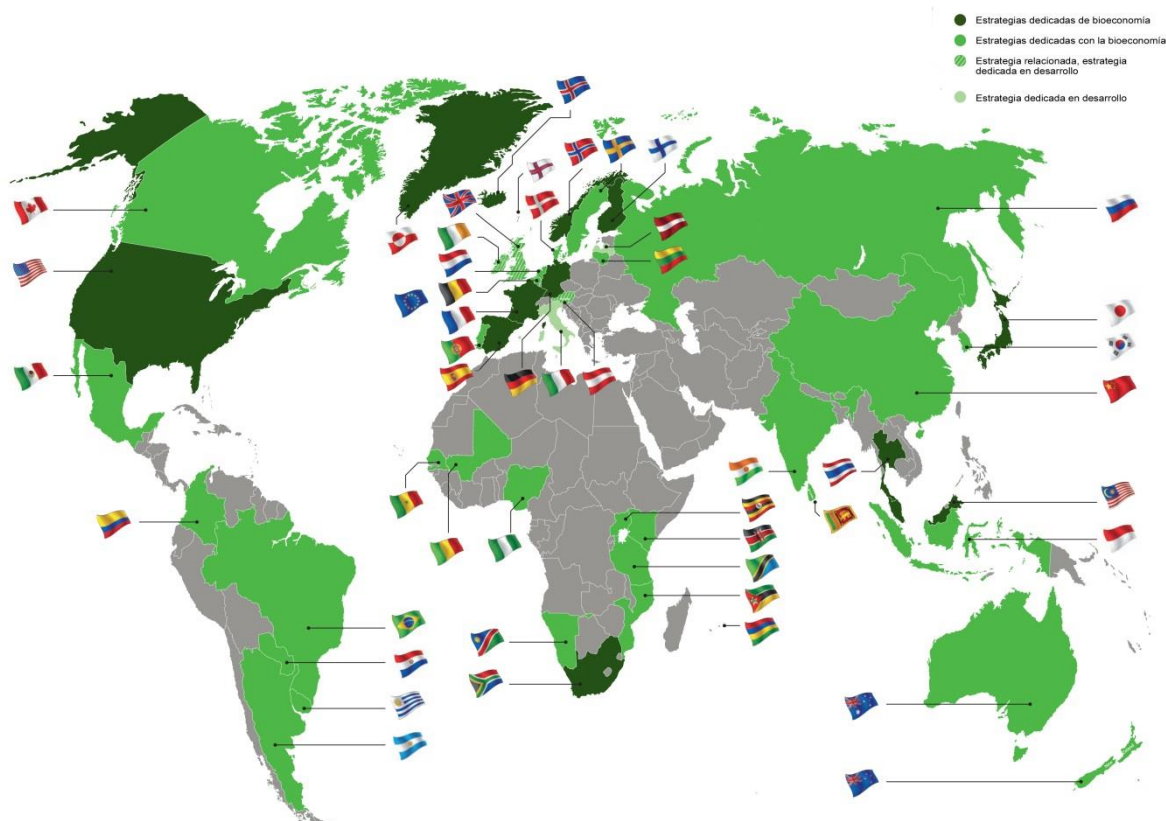 Estrategias dedicadas de bioeconomía
Estrategias dedicadas con la bioeconomía
Estrategia relacionada, estrategia
dedicada en desarrollo
Estrategia dedicada en desarrollo